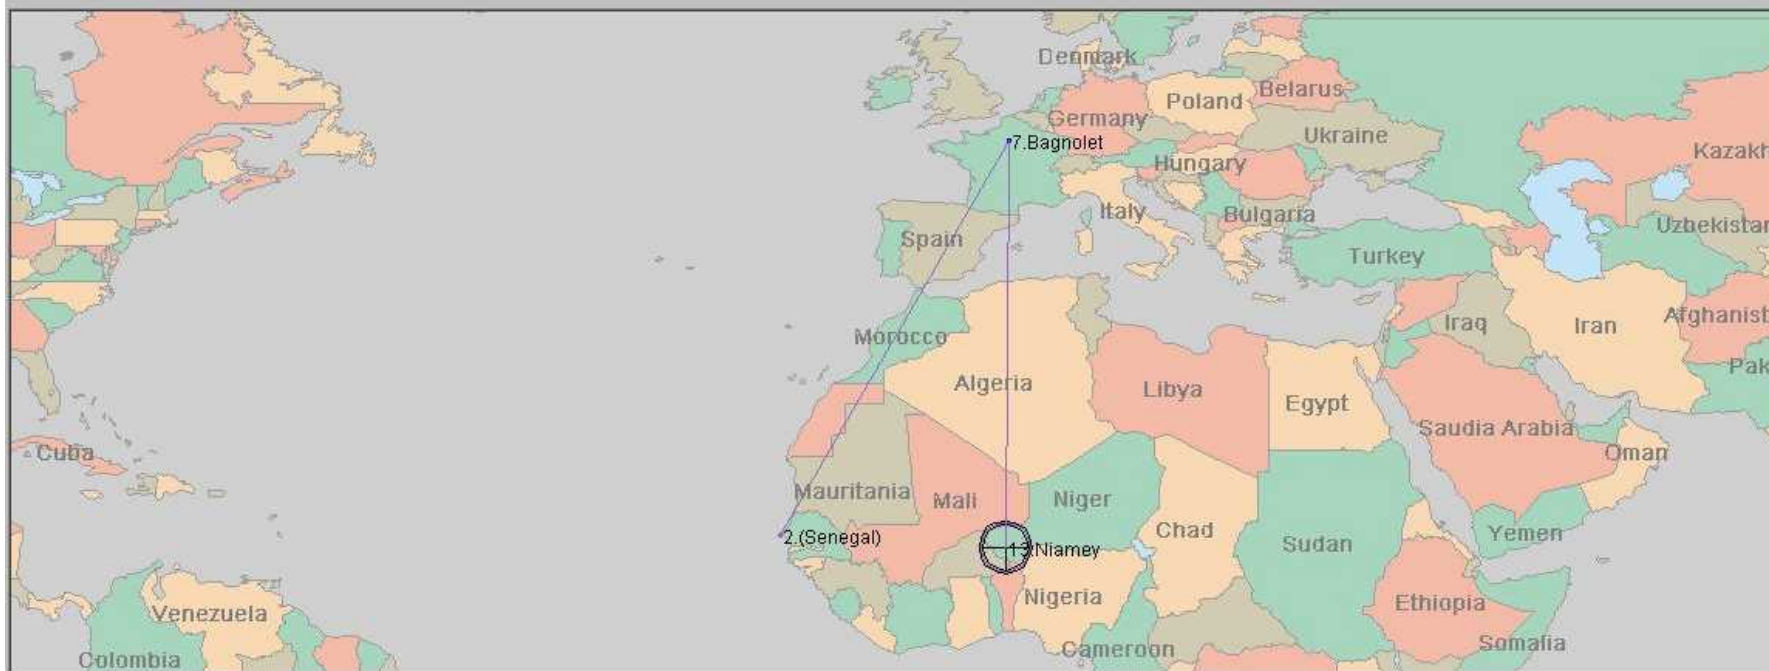 Denmark
Belarus
Poland
Germany
Ukraine
7.Bagnolet
Kazakh
Hungary
Italy
Bulgaria
Uzbekistar
Spain
Turkey
Afghanist
Iraq
Iran
Morocco
Pak
Algeria
Libya
Egypt
Saudia Arabia
Cuba
Oman
Mauritania
Mali
Niger
Chad
Yemen
2.(Senegal)
Sudan
13.Niamey
Nigeria
Ethiopia
Venezuela
Somalia
Cameroon
Colombia